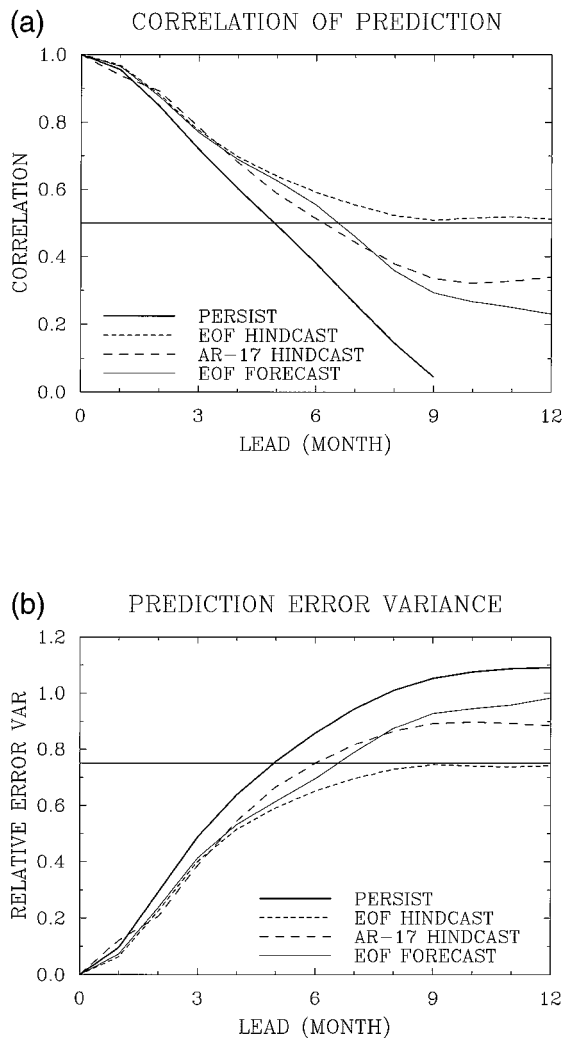 (a) CORRELATION OF PREDICTION
1.0
0.8
0.6
0.4
0.2
0.0
CORRELATION
PERSIST
EOF HINDCAST
AR-17 HINDCAST
EOF FORECAST
0 3 6 9 12
LEAD (MONTH)
(b) PREDICTION ERROR VARIANCE
1.2
1.0
0.8
0.6
0.4
0.2
0.0
RELATIVE ERROR VAR
PERSIST
EOF HINDCAST
AR-17 HINDCAST
EOF FORECAST
0 3 6 9 12
LEAD (MONTH)